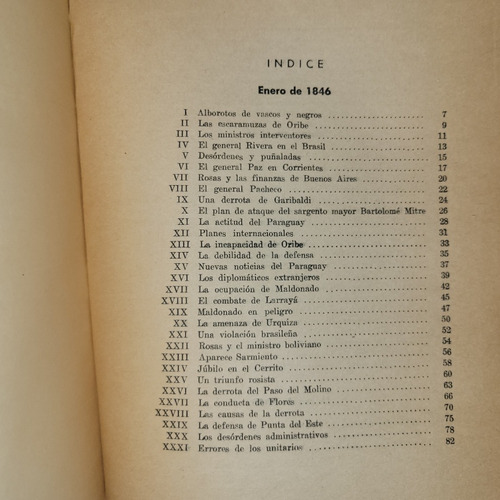 INDICE
Enero de 1846
I Alborotos de vascos y negros 7
II Las escaramuzas de Oribe 9
III Los ministros interventores 11
IV El general Rivera en el Brasil 13
V Desórdenes y puñaladas 15
VI El general Paz en Corrientes 17
VII Rosas y las finanzas de Buenos Aires 20
VIII El general Pacheco 22
IX Una derrota de Garibaldi 24
X El plan de ataque del sargento mayor Bartolomé Mitre 26
XI La actitud del Paraguay 28
XII Planes internacionales 31
XIII La incapacidad de Oribe 33
XIV La debilidad de la defensa 35
XV Nuevas noticias del Paraguay 37
XVI Los diplomáticos extranjeros 39
XVII La ocupación de Maldonado 42
XVIII El combate de Larrayá 45
XIX Maldonado en peligro 47
XX La amenaza de Urquiza 50
XXI Una violación brasileña 52
XXII Rosas y el ministro boliviano 54
XXIII Aparece Sarmiento 56
XXIV Júbilo en el Cerrito 58
XXV Un triunfo rosista 60
XXVI La derrota del Paso del Molino 63
XXVII La conducta de Flores 66
XXVIII Las causas de la derrota 70
XXIX La defensa de Punta del Este 75
XXX Los desórdenes administrativos 78
XXXI Errores de los unitarios 82